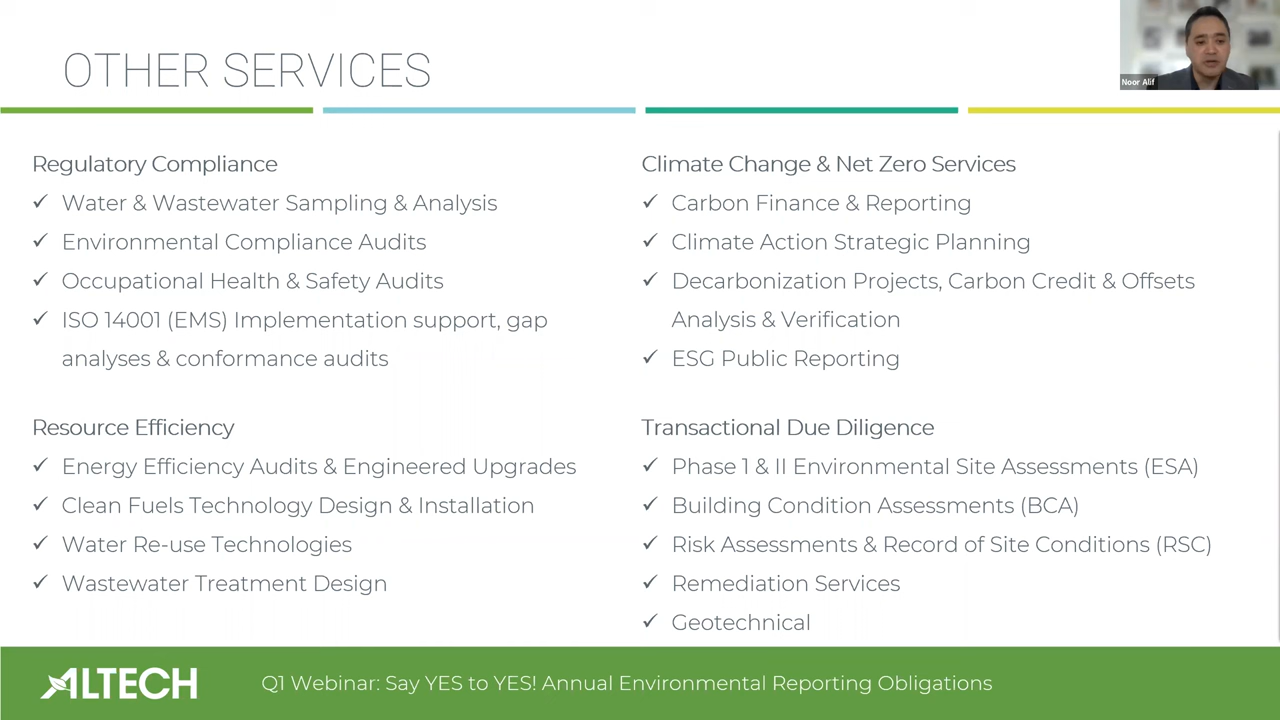 OTHER SERVICES
Noor Alif
Regulatory Compliance
Water & Wastewater Sampling & Analysis
Environmental Compliance Audits
Occupational Health & Safety Audits
ISO 14001 (EMS) Implementation support, gap
analyses & conformance audits
Resource Efficiency
Energy Efficiency Audits & Engineered Upgrades
Clean Fuels Technology Design & Installation
Water Re-use Technologies
Wastewater Treatment Design
Climate Change & Net Zero Services
Carbon Finance & Reporting
Climate Action Strategic Planning
Decarbonization Projects, Carbon Credit & Offsets
Analysis & Verification
ESG Public Reporting
Transactional Due Diligence
Phase 1 & II Environmental Site Assessments (ESA)
Building Condition Assessments (BCA)
Risk Assessments & Record of Site Conditions (RSC)
Remediation Services
Geotechnical
ALTECH
Q1 Webinar: Say YES to YES! Annual Environmental Reporting Obligations